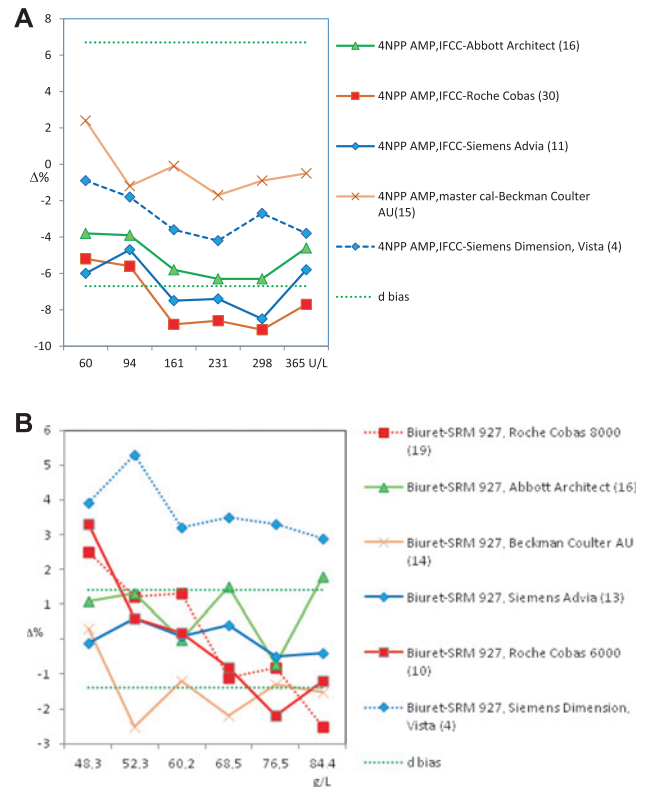 A
8
6
4
2
0
Δ%
-2
-4
-6
-8
-10
60 94 161 231 298 365 U/L
4NPP AMP,IFCC-Abbott Architect (16)
4NPP AMP,IFCC-Roche Cobas (30)
4NPP AMP,IFCC-Siemens Advia (11)
4NPP AMP,master cal-Beckman Coulter
AU(15)
4NPP AMP,IFCC-Siemens Dimension, Vista (4)
d bias
B
6
5
4
3
2
1
Δ%
-1
-2
-3
48,3 52,3 60,2 68,5 76,5 84.4
g/L
Biuret-SRM 927, Roche Cobas 8000
(19)
Biuret-SRM 927, Abbott Architect (16)
Biuret-SRM 927, Beckman Coulter AU
(14)
Biuret-SRM 927, Siemens Advia (13)
Biuret-SRM 927, Roche Cobas 6000
(10)
Biuret-SRM 927, Siemens Dimension,
Vista (4)
d bias